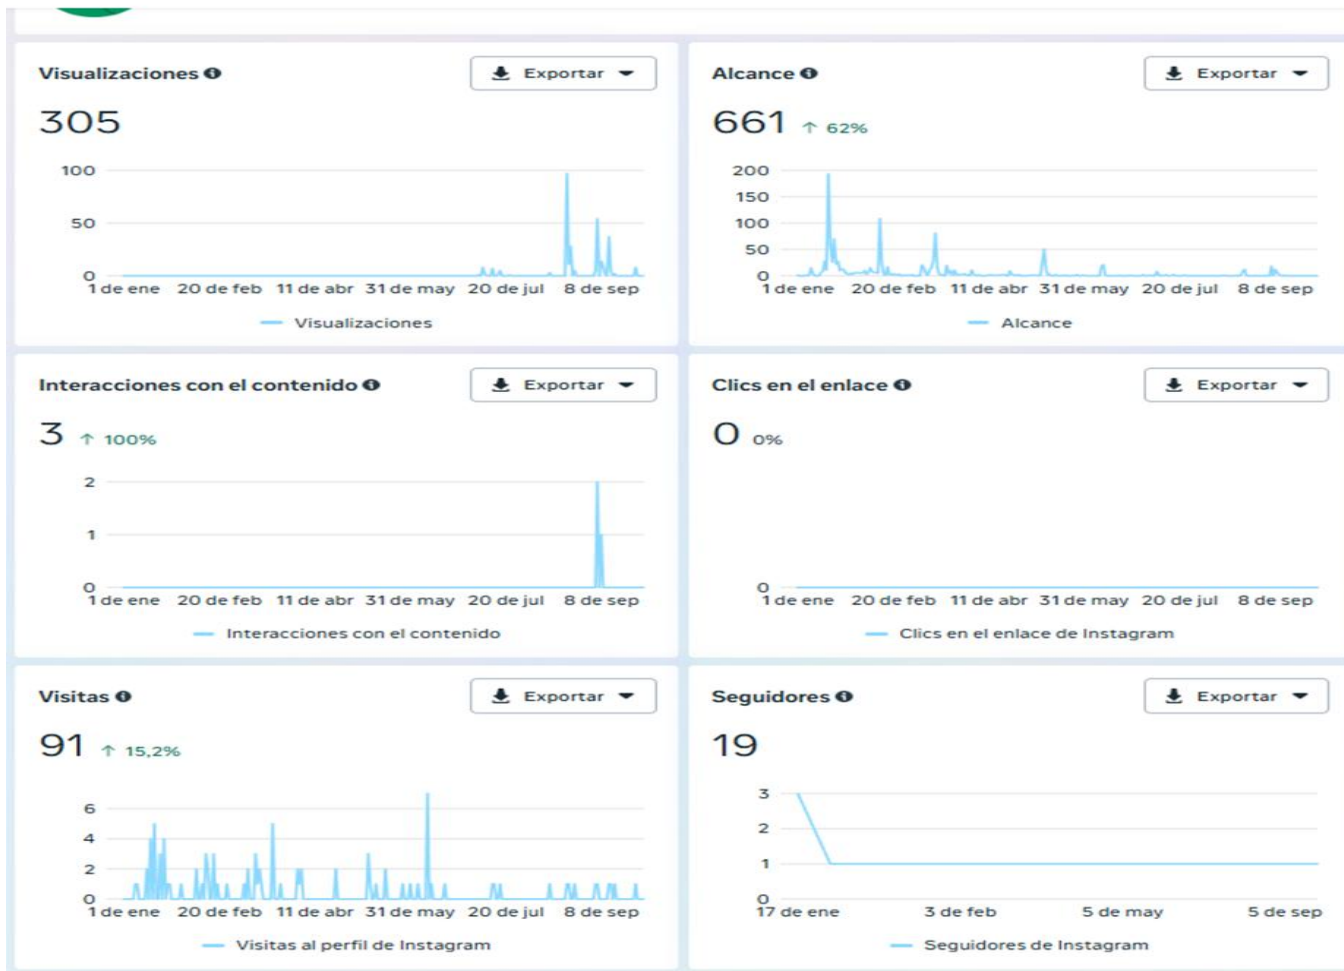 Visualizaciones
Exportar
305
100
50
0
1 de ene 20 de feb 11 de abr 31 de may 20 de jul 8 de sep
Visualizaciones
Alcance
Exportar
661 ↑ 62%
200
150
100
50
0
1 de ene 20 de feb 11 de abr 31 de may 20 de jul 8 de sep
Alcance
Interacciones con el contenido
Exportar
3 ↑ 100%
2
1
0
1 de ene 20 de feb 11 de abr 31 de may 20 de jul 8 de sep
Interacciones con el contenido
Clics en el enlace
Exportar
0 0%
0
1 de ene 20 de feb 11 de abr 31 de may 20 de jul 8 de sep
Clics en el enlace de Instagram
Visitas
Exportar
91 ↑ 15,2%
6
4
2
0
1 de ene 20 de feb 11 de abr 31 de may 20 de jul 8 de sep
Visitas al perfil de Instagram
Seguidores
Exportar
19
3
2
1
0
17 de ene 3 de feb 5 de may 5 de sep
Seguidores de Instagram